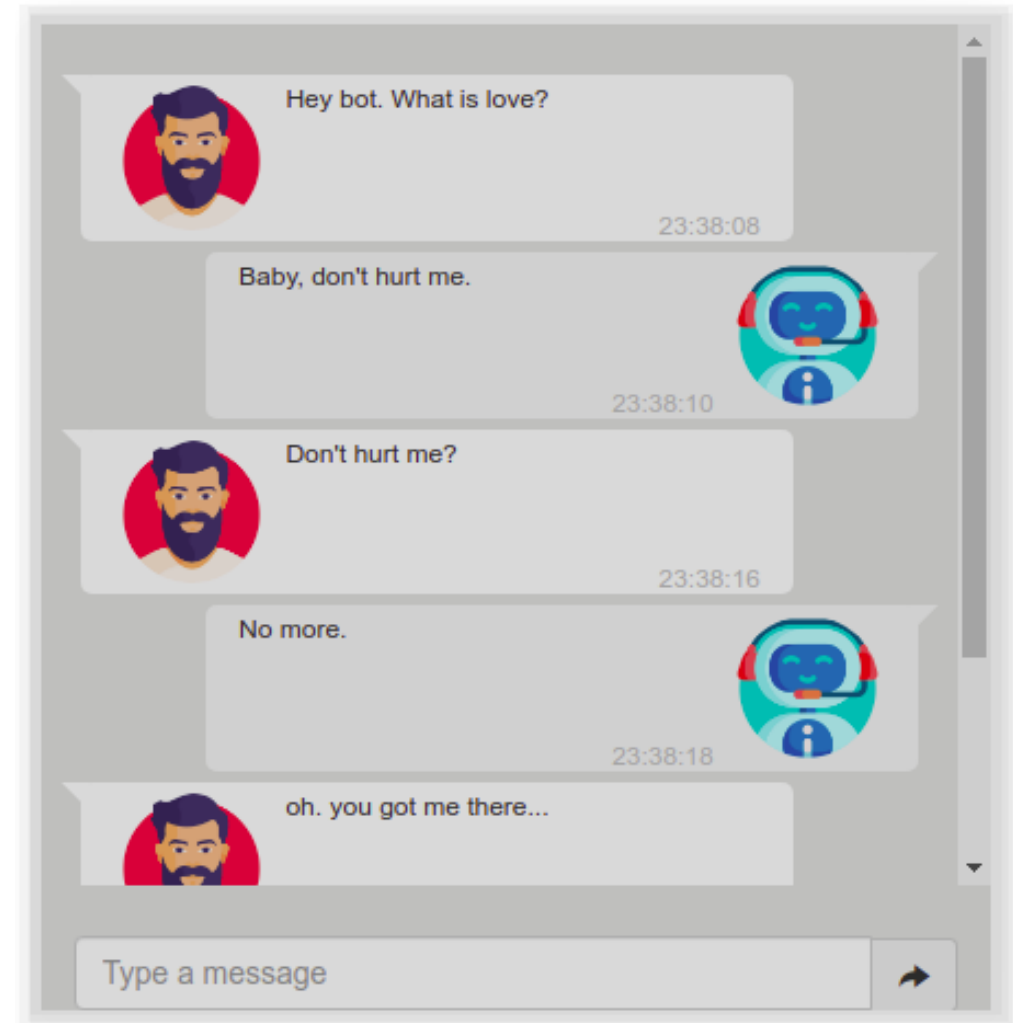 Hey bot. What is love?
23:38:08
Baby, don't hurt me.
23:38:10
Don't hurt me?
23:38:16
No more.
23:38:18
oh. you got me there...
Type a message